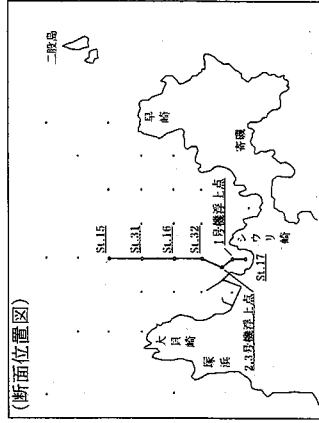 (断面位置図)
二股島
早崎
寄磯
St.15
St.31
St.16
St.32
1号機浮上点
シウリ崎
St.17
大貝崎
塚浜
2,3号機浮上点